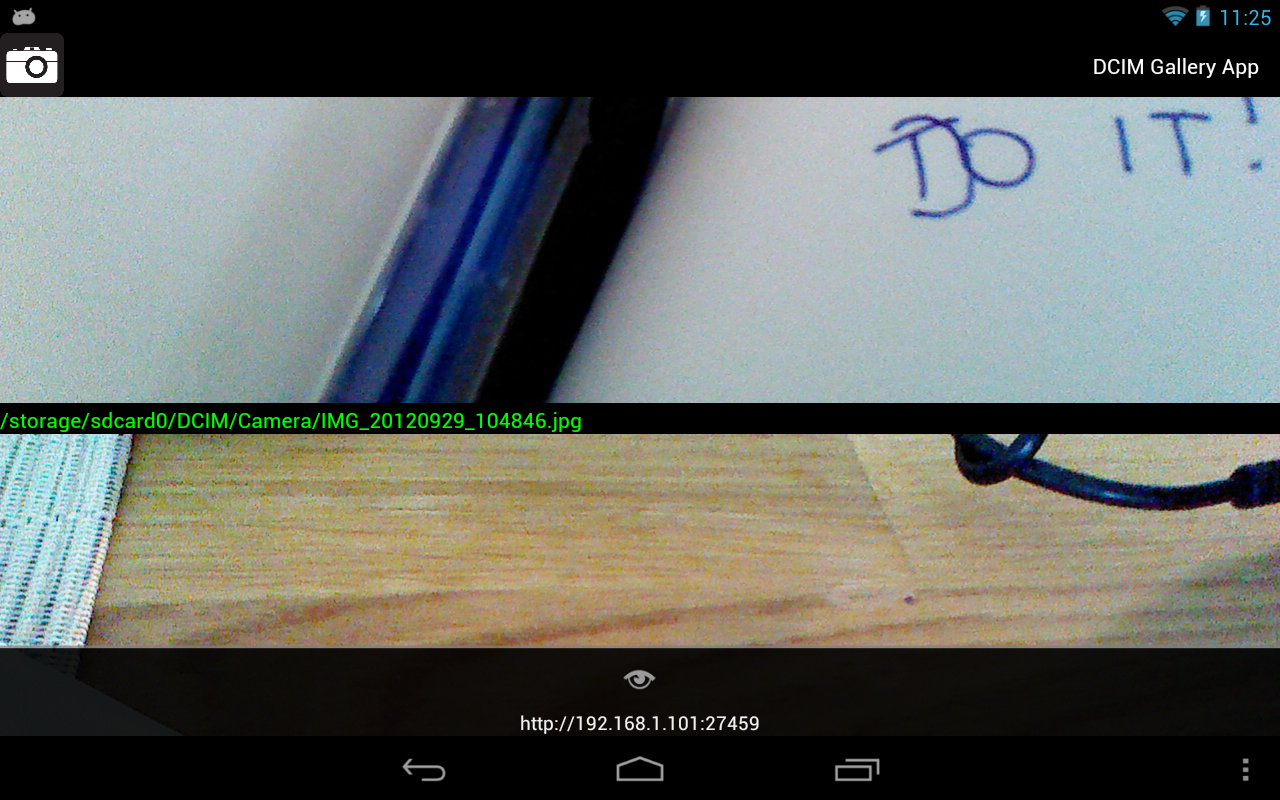 11:25
DCIM Gallery App
DO IT!
/storage/sdcard0/DCIM/Camera/IMG_20120929_104846.jpg
http://192.168.1.101:27459